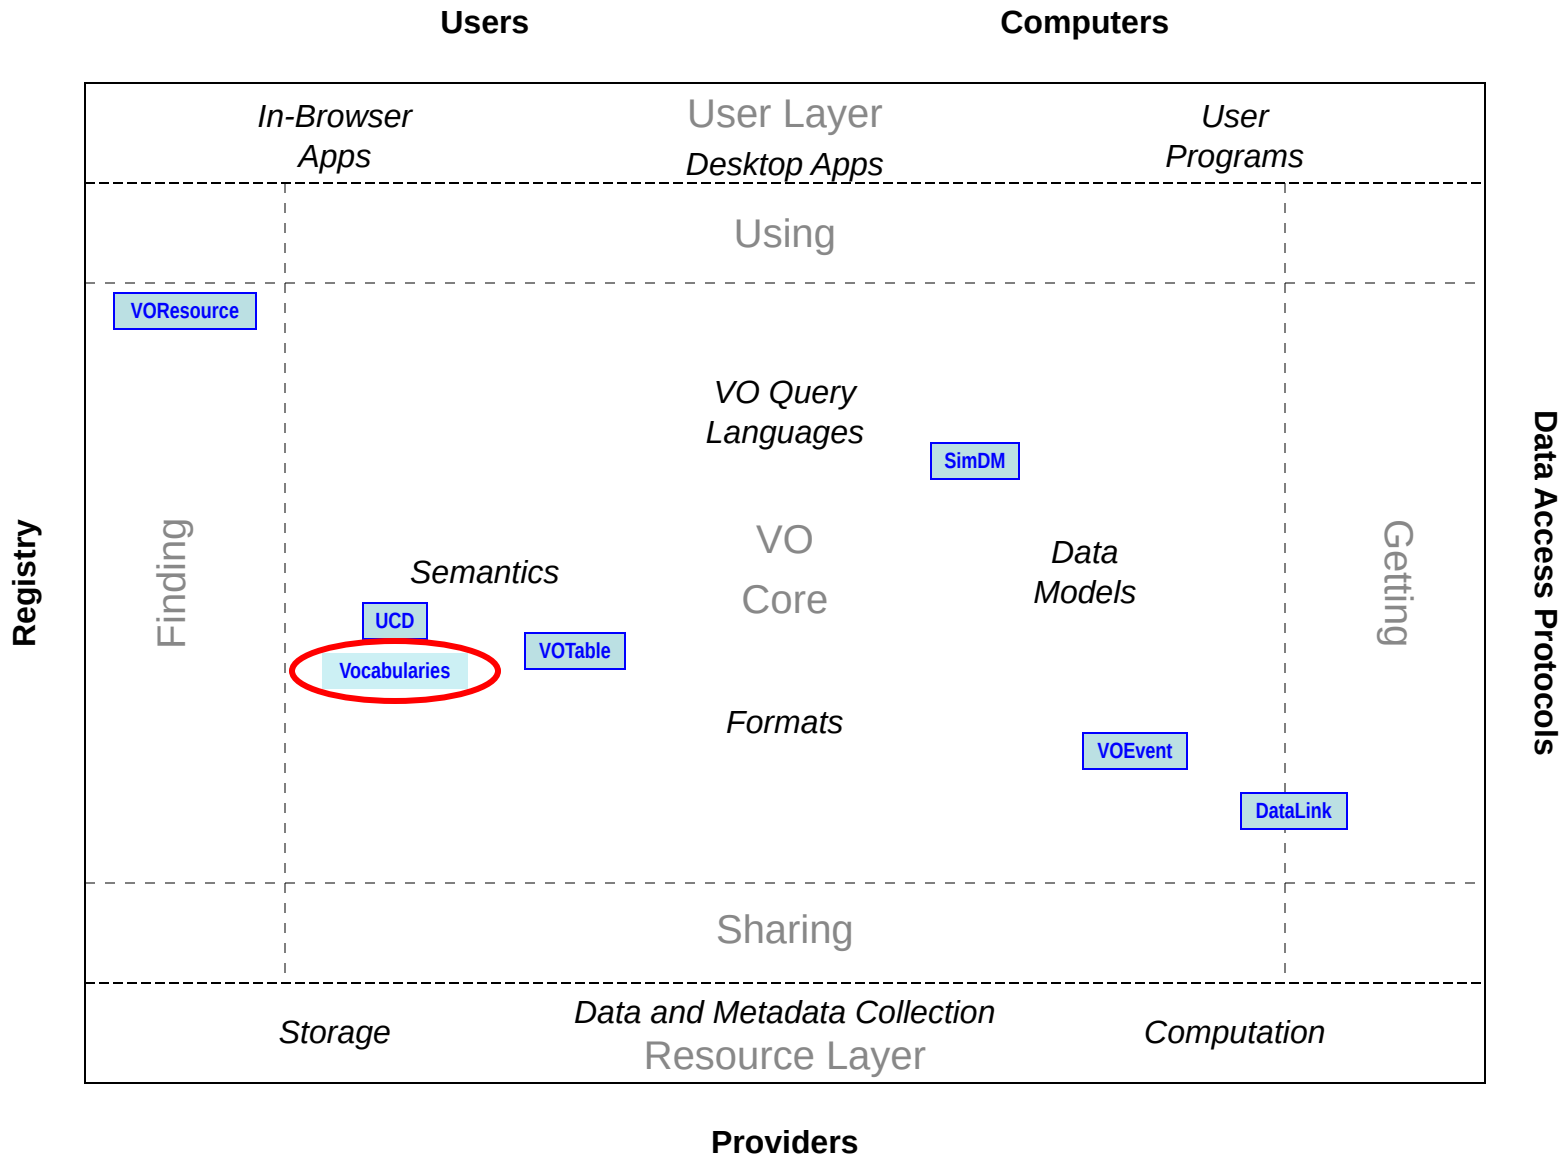 Users
Computers
In-Browser
Apps
User Layer
Desktop Apps
User
Programs
Using
VOResource
VO Query
Languages
SimDM
Registry
Finding
Semantics
VO
Core
Data
Models
Getting
Data Access Protocols
UCD
VOTable
Vocabularies
Formats
VOEvent
DataLink
Sharing
Storage
Data and Metadata Collection
Resource Layer
Computation
Providers